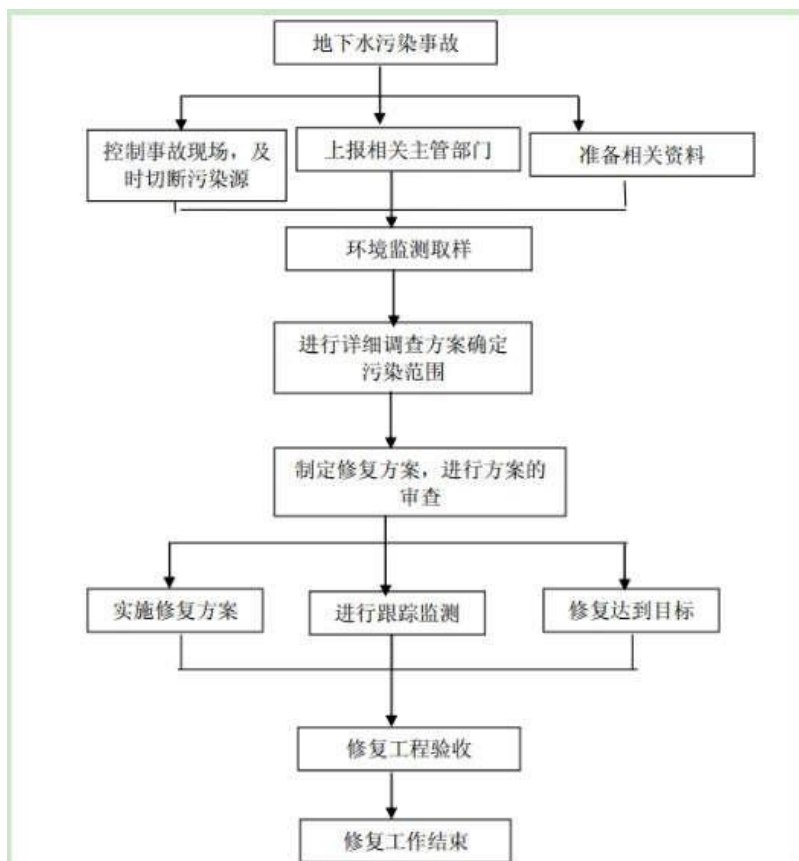 地下水污染事故
控制事故现场，及
时切断污染源
上报相关主管部门
准备相关资料
环境监测取样
进行详细调查方案确定
污染范围
制定修复方案，进行方案的
审查
实施修复方案
进行跟踪监测
修复达到目标
修复工程验收
修复工作结束